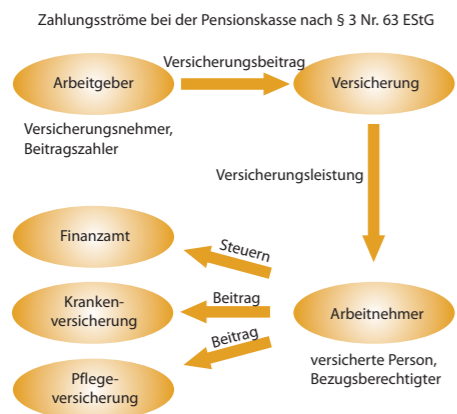 Zahlungsströme bei der Pensionskasse nach § 3 Nr. 63 EStG
Versicherungsbeitrag
Arbeitgeber
Versicherung
Versicherungsnehmer,
Beitragszahler
Versicherungsleistung
Finanzamt
Steuern
Kranken-
versicherung
Beitrag
Arbeitnehmer
Beitrag
versicherte Person,
Bezugsberechtigter
Pflege-
versicherung